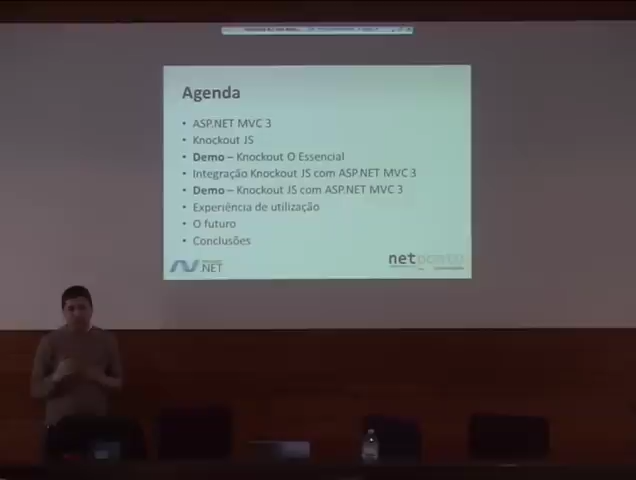 Agenda
• ASP.NET MVC 3
• Knockout JS
• Demo – Knockout O Essencial
• Integração Knockout JS com ASP.NET MVC 3
• Demo – Knockout JS com ASP.NET MVC 3
• Experiência de utilização
• O futuro
• Conclusões
.NET
netponto